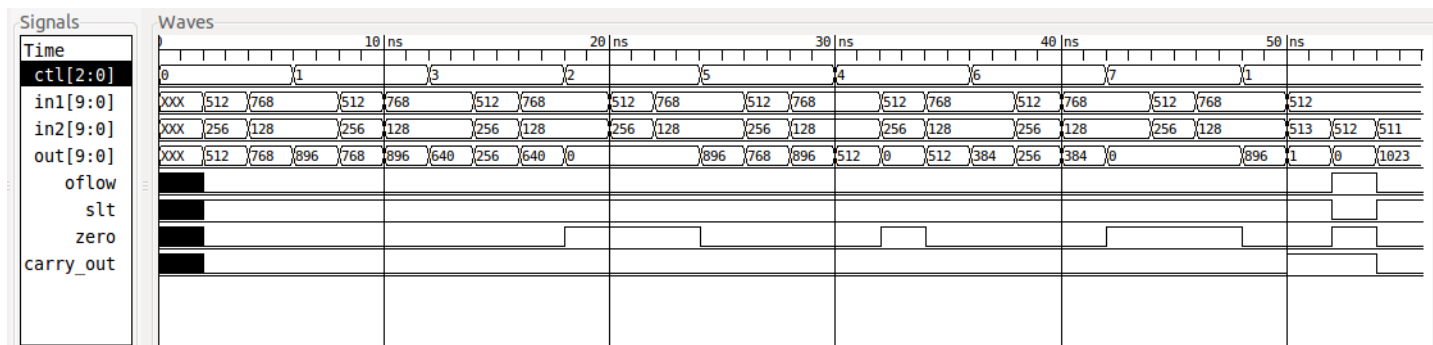 Signals Waves
Time 0 10 ns 20 ns 30 ns 40 ns 50 ns
ctl[2:0] 0 1 3 2 5 4 6 7 1
in1[9:0] XXX 512 768 512 768 512 768 512 768 512 768 512 768 512 768 512 768 512
in2[9:0] XXX 256 128 256 128 256 128 256 128 256 128 256 128 256 128 256 128 513 512 511
out[9:0] XXX 512 768 896 768 896 640 256 640 0 896 768 896 512 0 512 384 256 384 0 896 1 0 1023
oflow
slt
zero
carry_out